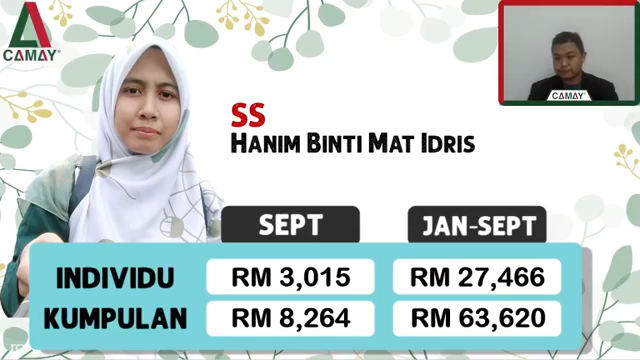 CAMAY®
CAMAY
SS
HANIM BINTI MAT IDRIS
SEPT
JAN-SEPT
INDIVIDU
RM 3,015
RM 27,466
KUMPULAN
RM 8,264
RM 63,620